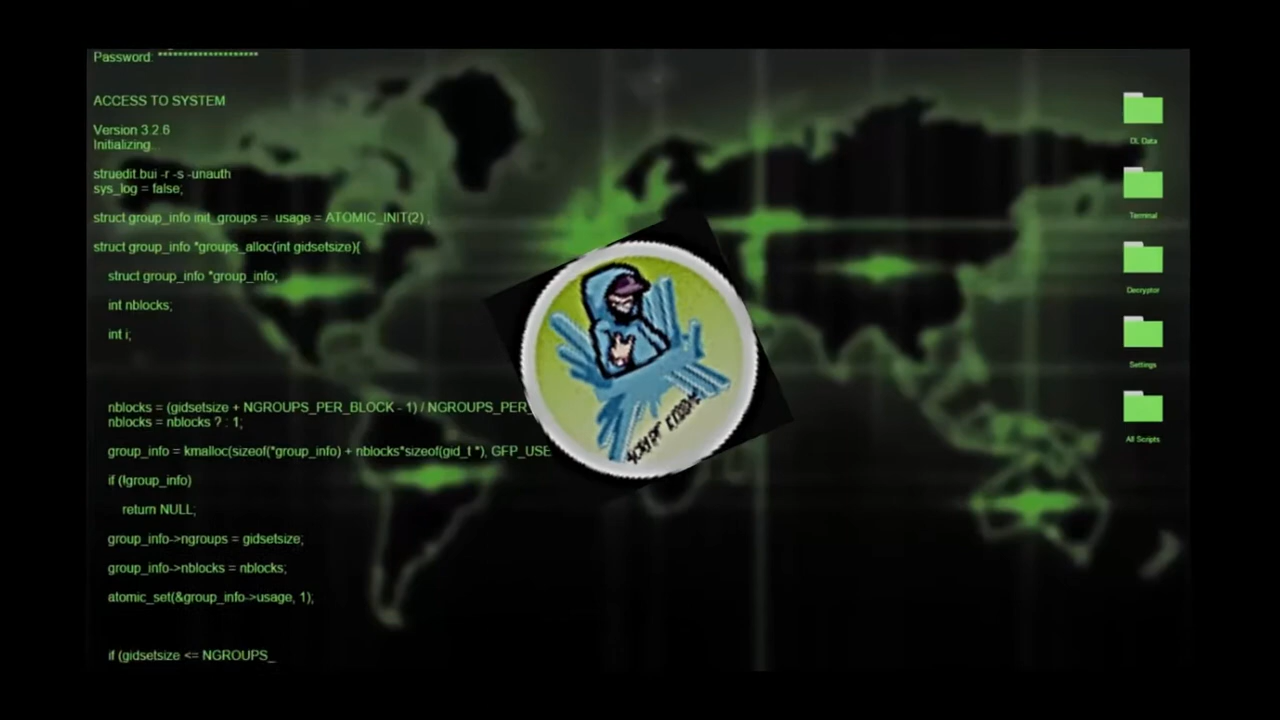 Password: ********************
ACCESS TO SYSTEM
Version 3.2.6
Initializing...
struedit.bui -r -s -unauth
sys_log = false;
struct group_info init_groups = .usage = ATOMIC_INIT(2) ;
struct group_info *groups_alloc(int gidsetsize){
struct group_info *group_info;
int nblocks;
int i;
nblocks = (gidsetsize + NGROUPS_PER_BLOCK - 1) / NGROUPS_PER_
nblocks = nblocks ? : 1;
group_info = kmalloc(sizeof(*group_info) + nblocks*sizeof(gid_t *), GFP_USE
if (!group_info)
return NULL;
group_info->ngroups = gidsetsize;
group_info->nblocks = nblocks;
atomic_set(&group_info->usage, 1);
if (gidsetsize <= NGROUPS_
DL Data
Terminal
Decryptor
Settings
All Scripts